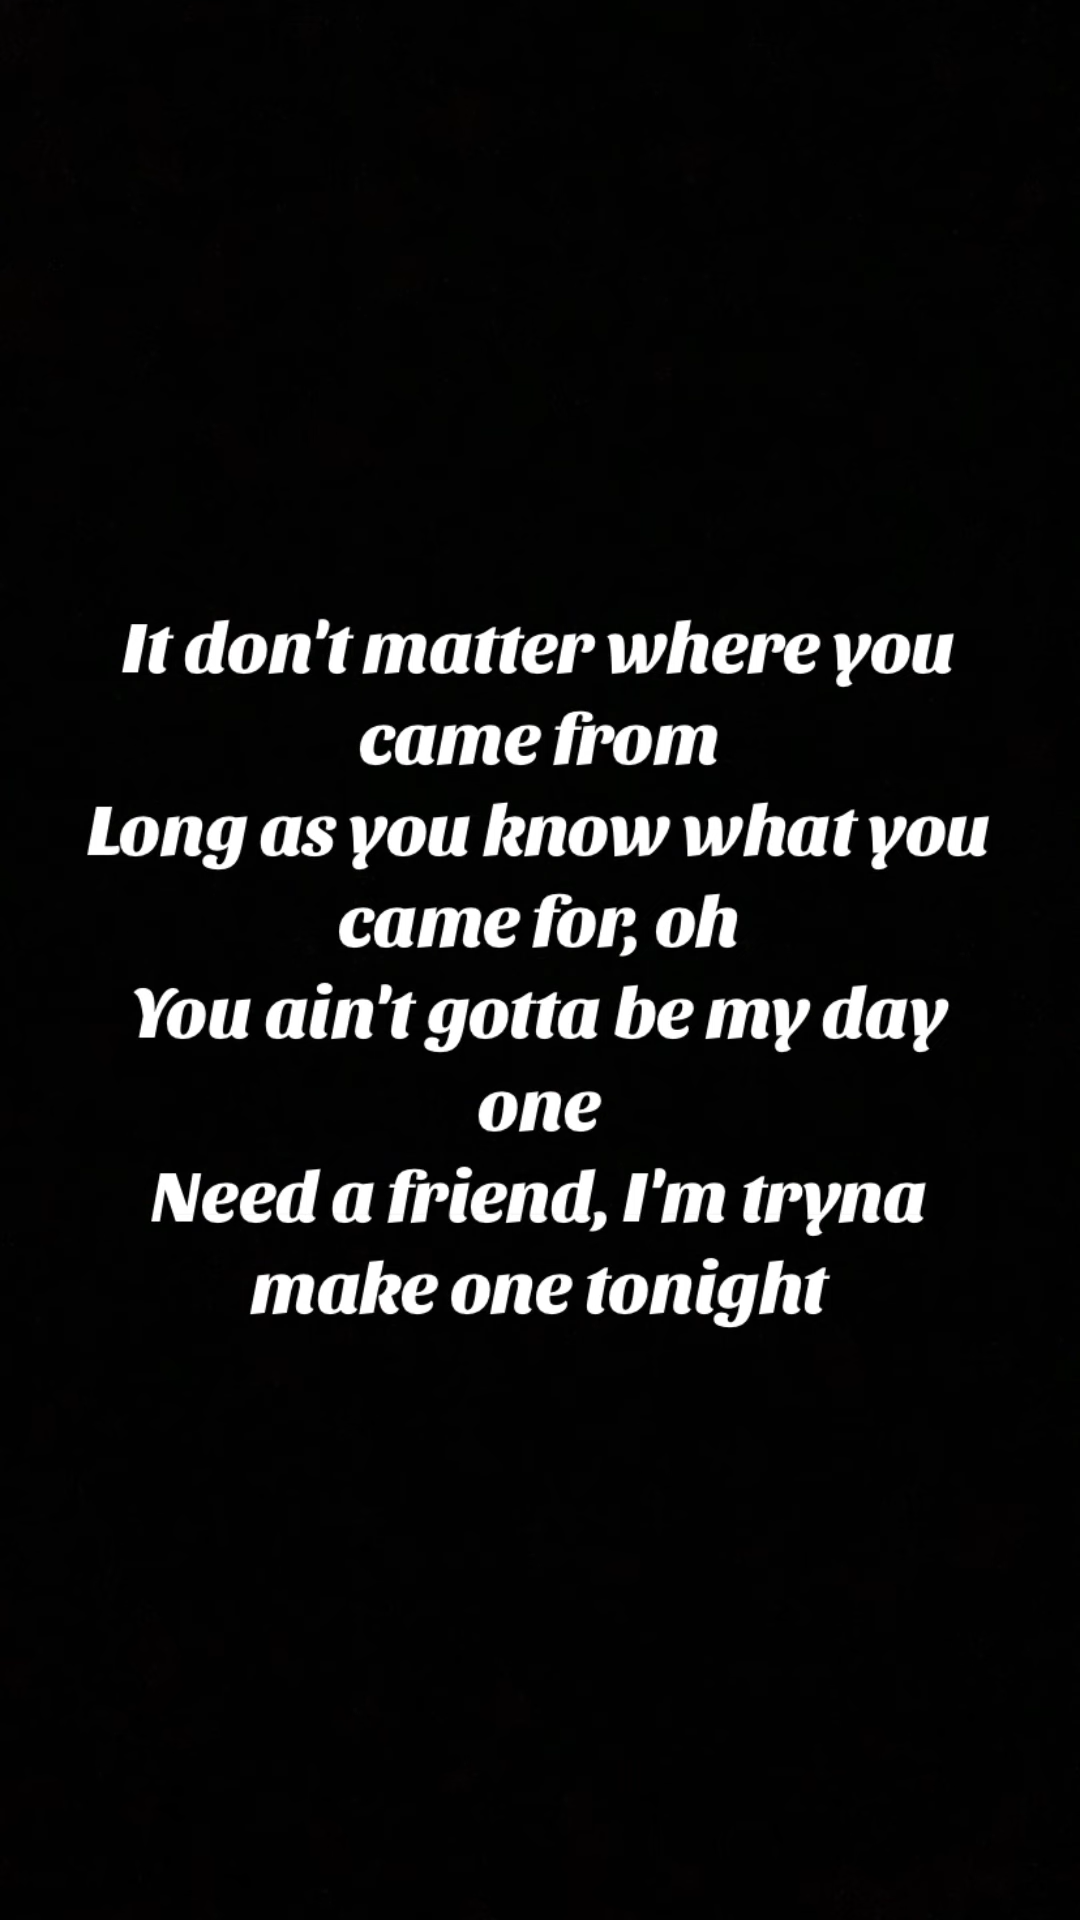 It don't matter where you
came from
Long as you know what you
came for, oh
You ain't gotta be my day
one
Need a friend, I'm tryna
make one tonight